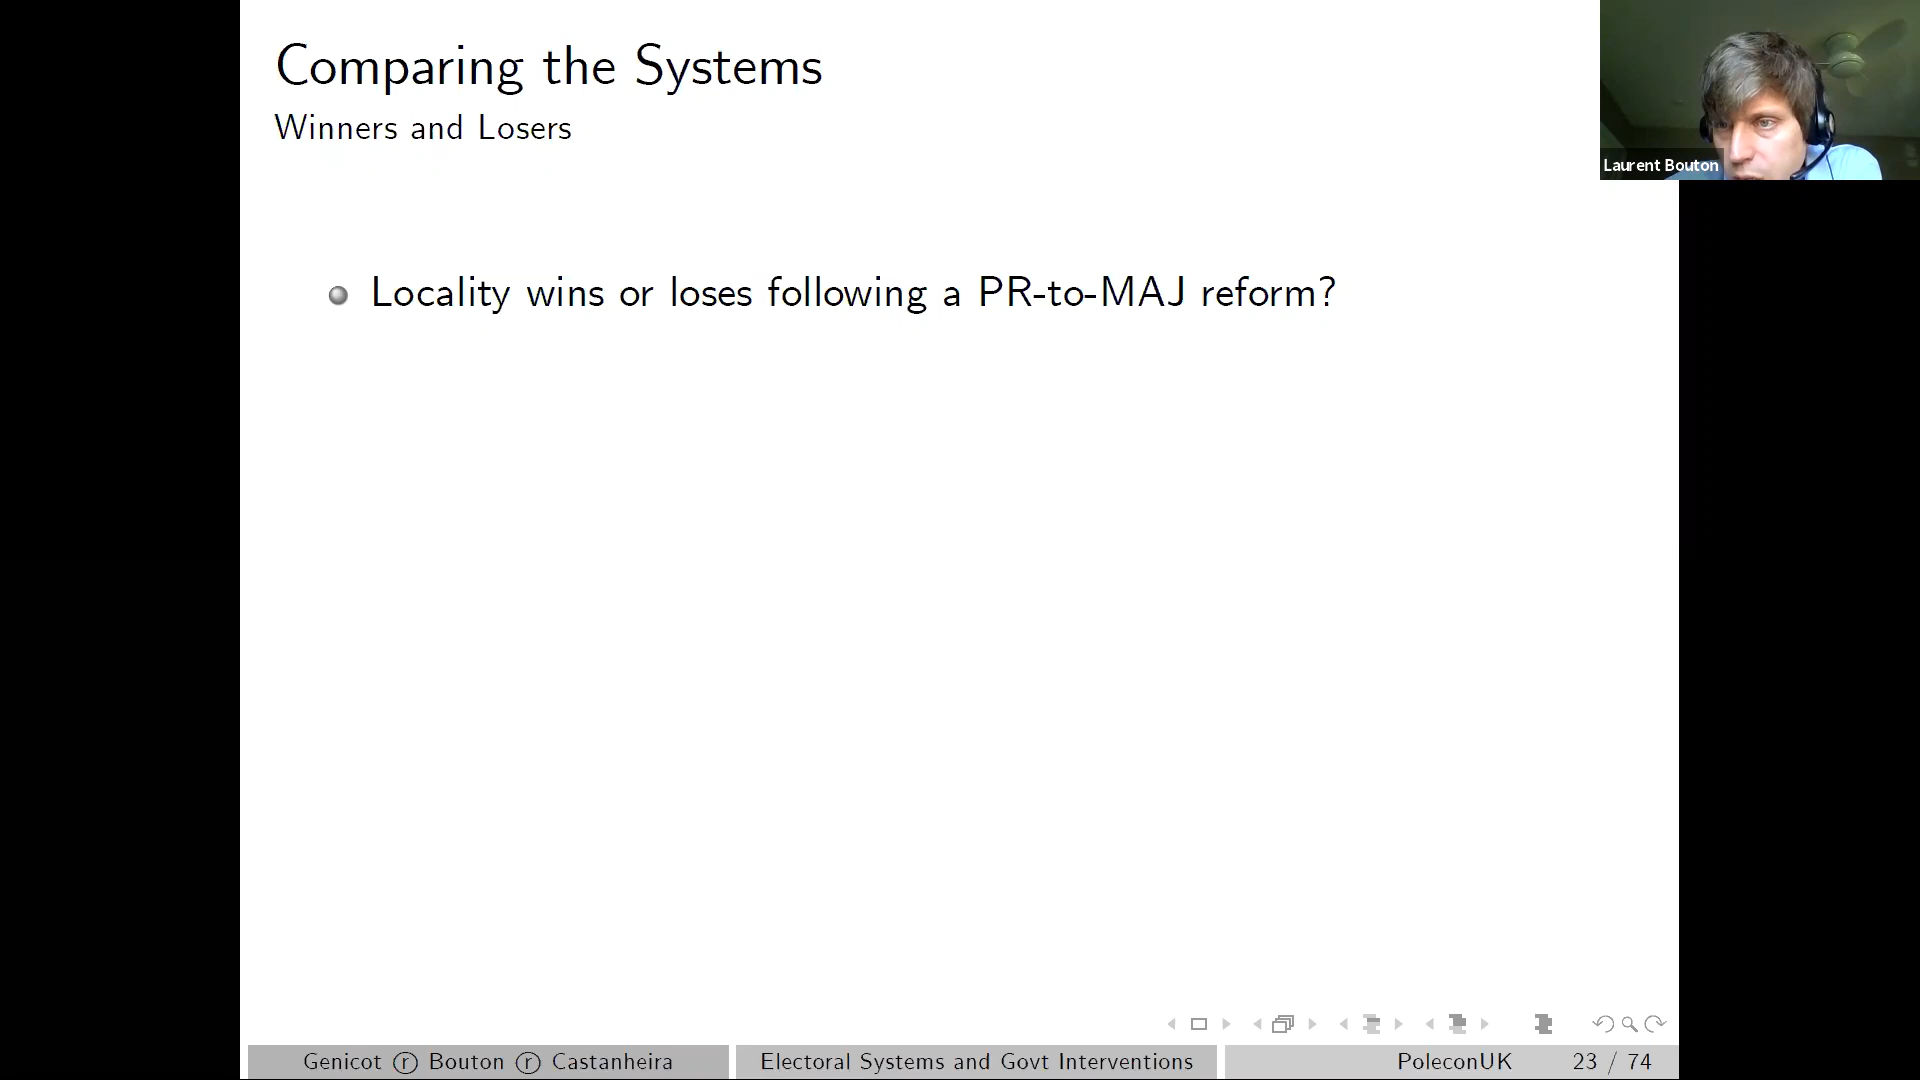 Comparing the Systems
Winners and Losers
Laurent Bouton
Locality wins or loses following a PR-to-MAJ reform?
Genicot ⓡ Bouton ⓡ Castanheira
Electoral Systems and Govt Interventions
PoleconUK
23 / 74